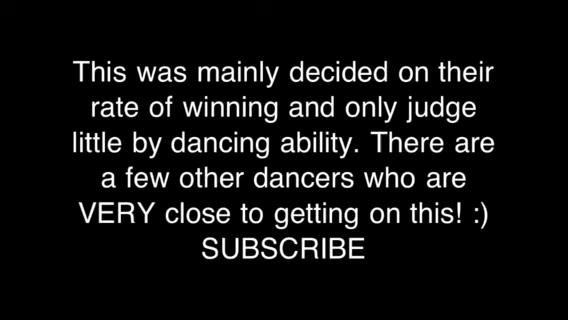 This was mainly decided on their
rate of winning and only judge
little by dancing ability. There are
a few other dancers who are
VERY close to getting on this! :)
SUBSCRIBE